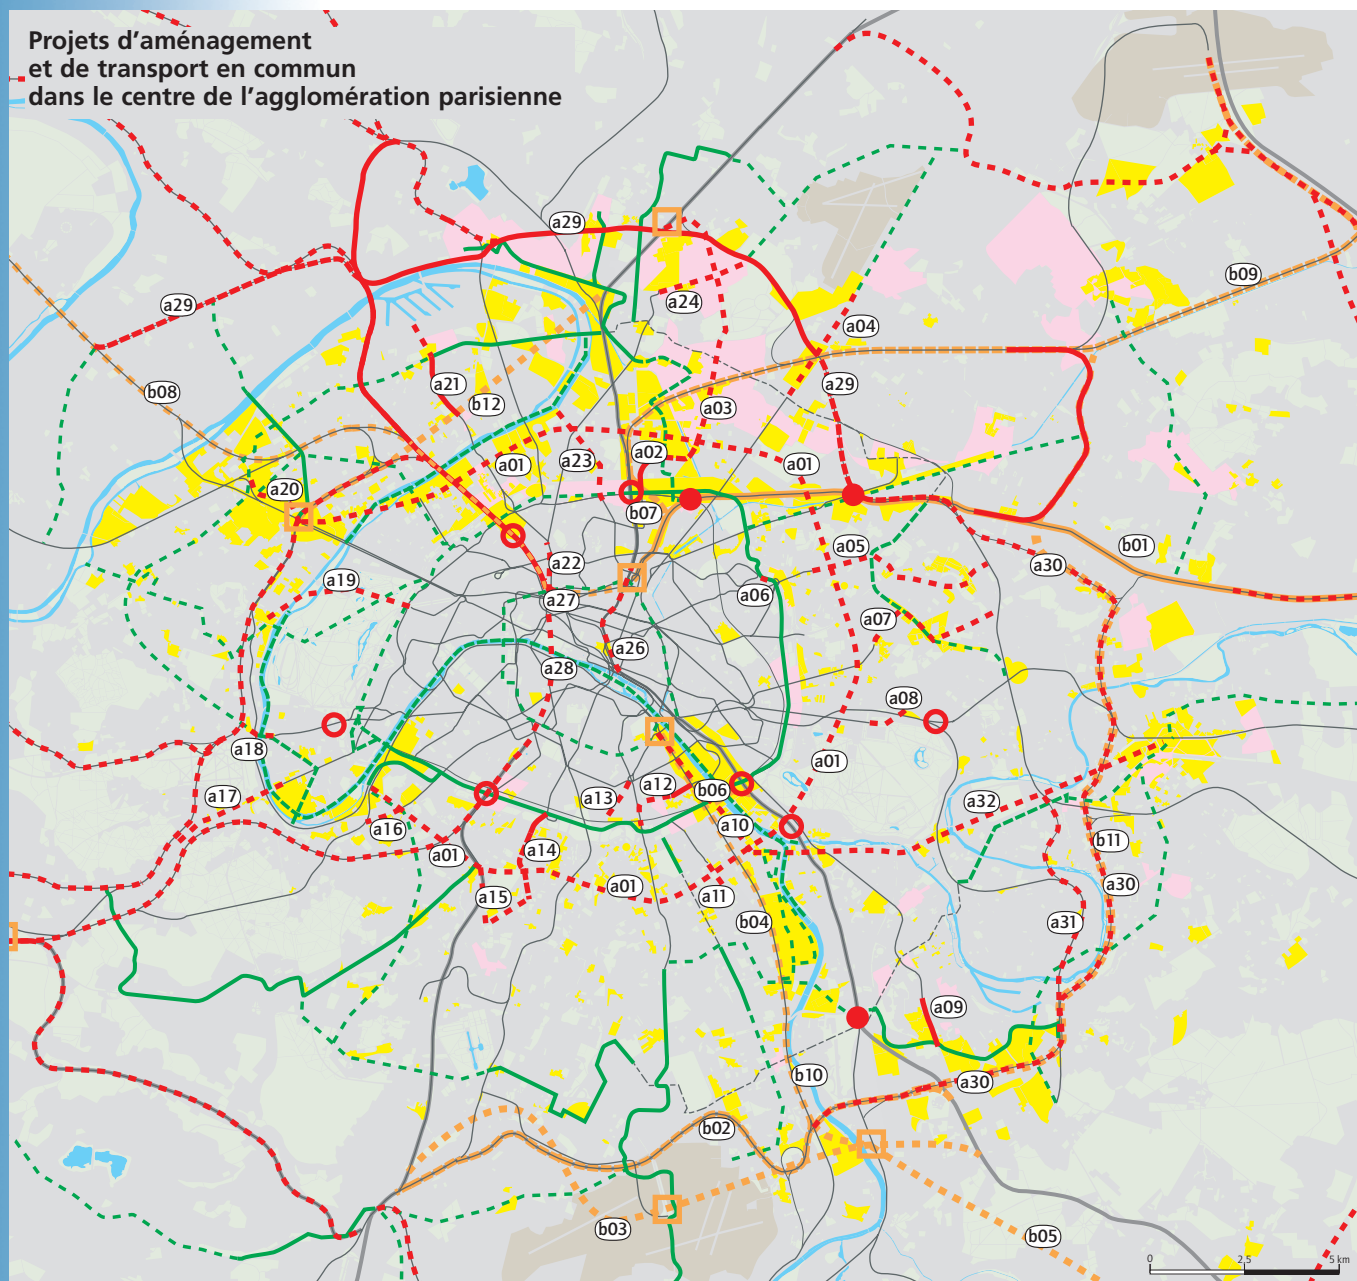 Projets d’aménagement
et de transport en commun
dans le centre de l’agglomération parisienne
a29
b09
a29
a24
a04
b08
a21
b12
a29
a03
a01
a23
a02
a01
a20
b07
a05
b01
a22
a30
a19
a27
a06
a07
a26
a28
a08
a18
a01
a17
a12
b06
a32
a13
a16
a10
a14
b11
a01
a01
a30
a15
a11
b04
a31
a09
b10
a30
b02
b03
b05
0 2,5 5 km